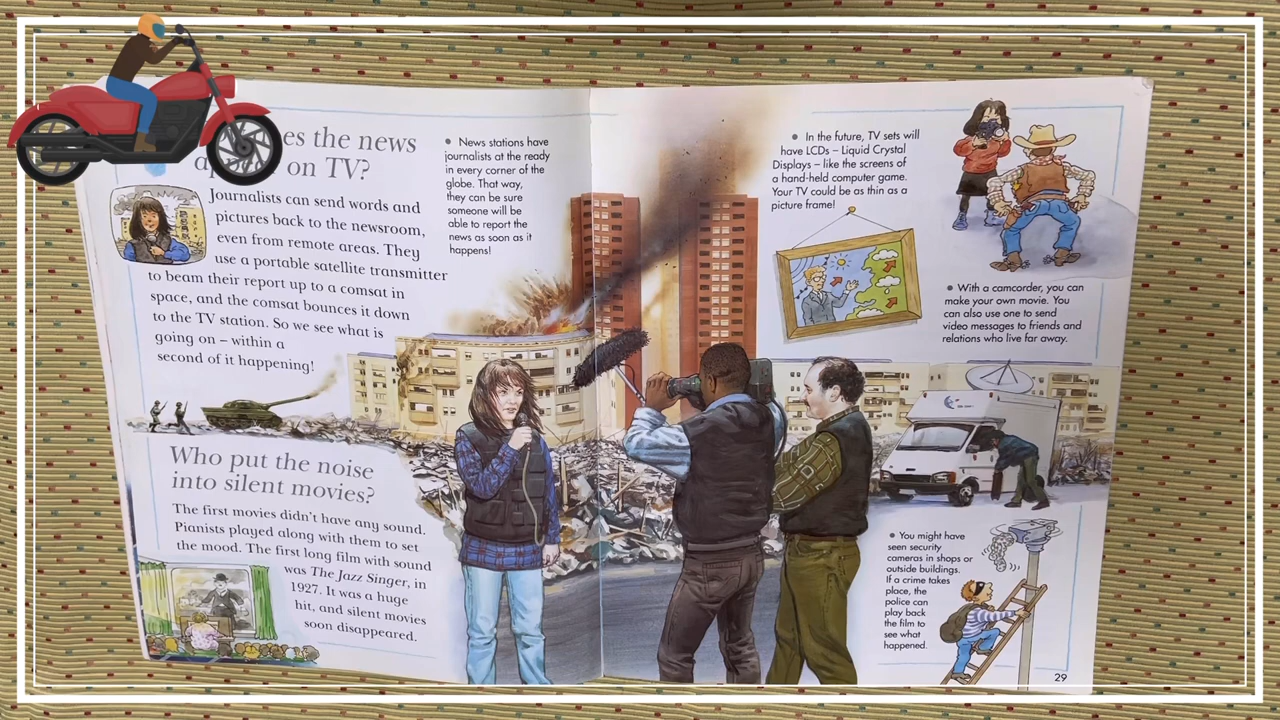 es the news
on TV?
Journalists can send words and
pictures back to the newsroom,
even from remote areas. They
use a portable satellite transmitter
to beam their report up to a comsat in
space, and the comsat bounces it down
to the TV station. So we see what is
going on – within a
second of it happening!
• News stations have
journalists at the ready
in every corner of the
globe. That way,
they can be sure
someone will be
able to report the
news as soon as it
happens!
Who put the noise
into silent movies?
The first movies didn't have any sound.
Pianists played along with them to set
the mood. The first long film with sound
was The Jazz Singer, in
1927. It was a huge
hit, and silent movies
soon disappeared.
• In the future, TV sets will
have LCDs – Liquid Crystal
Displays – like the screens of
a hand-held computer game.
Your TV could be as thin as a
picture frame!
• With a camcorder, you can
make your own movie. You
can also use one to send
video messages to friends and
relations who live far away.
• You might have
seen security
cameras in shops or
outside buildings.
If a crime takes
place, the
police can
play back
the film to
see what
happened.
29